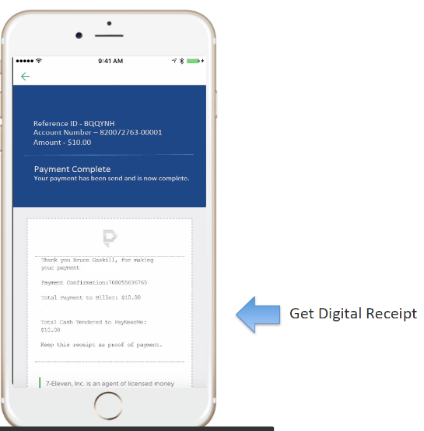 9:41 AM
Reference ID - BQQYNH
Account Number – 820072763-00001
Amount - $10.00
Payment Complete
Your payment has been send and is now complete.
Thank you Bruce Gaskill, for making
your payment
Payment Confirmation:
Total Payment to Biller: $10.00
Total Cash Tendered to PayNearMe:
$10.00
Keep this receipt as proof of payment.
7-Eleven, Inc. is an agent of licensed money
Get Digital Receipt